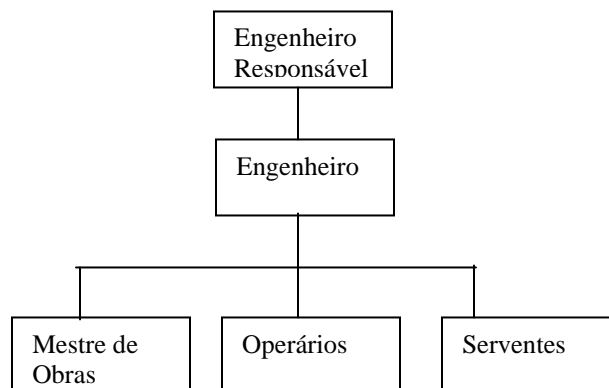 Engenheiro
Responsável
Engenheiro
Mestre de
Obras
Operários
Serventes